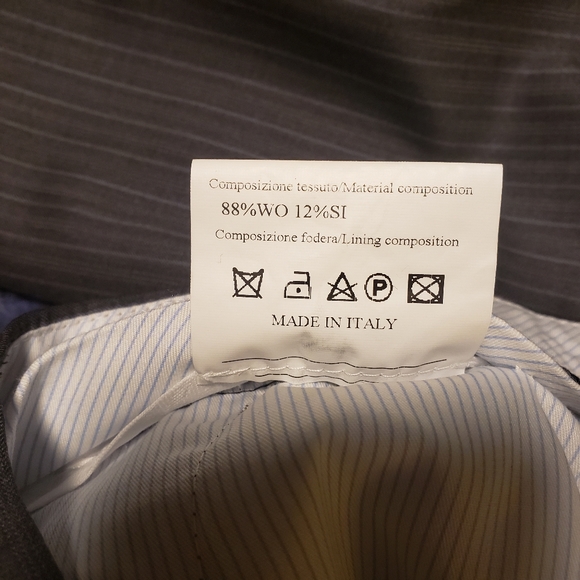 Composizione tessuto/Material composition
88%WO 12%SI
Composizione fodera/Lining composition
P
MADE IN ITALY